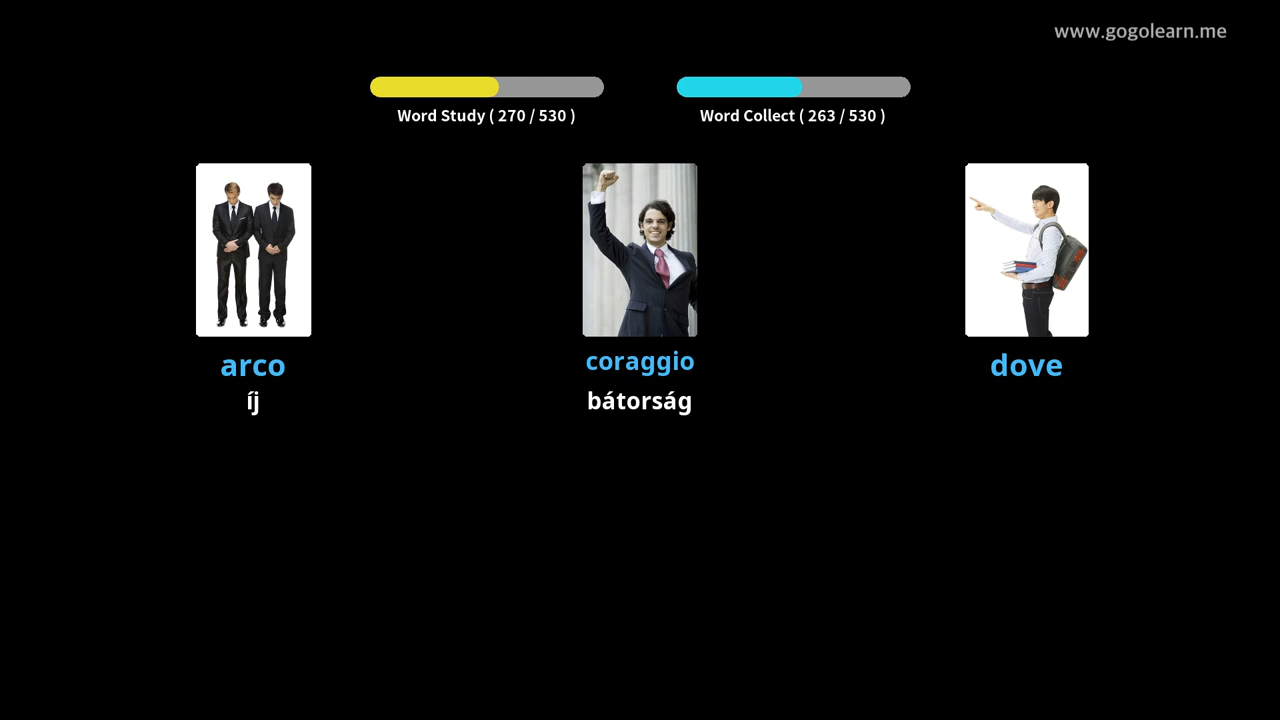 www.gogolearn.me
Word Study ( 270 / 530 )
Word Collect ( 263 / 530 )
arco
íj
coraggio
bátorság
dove